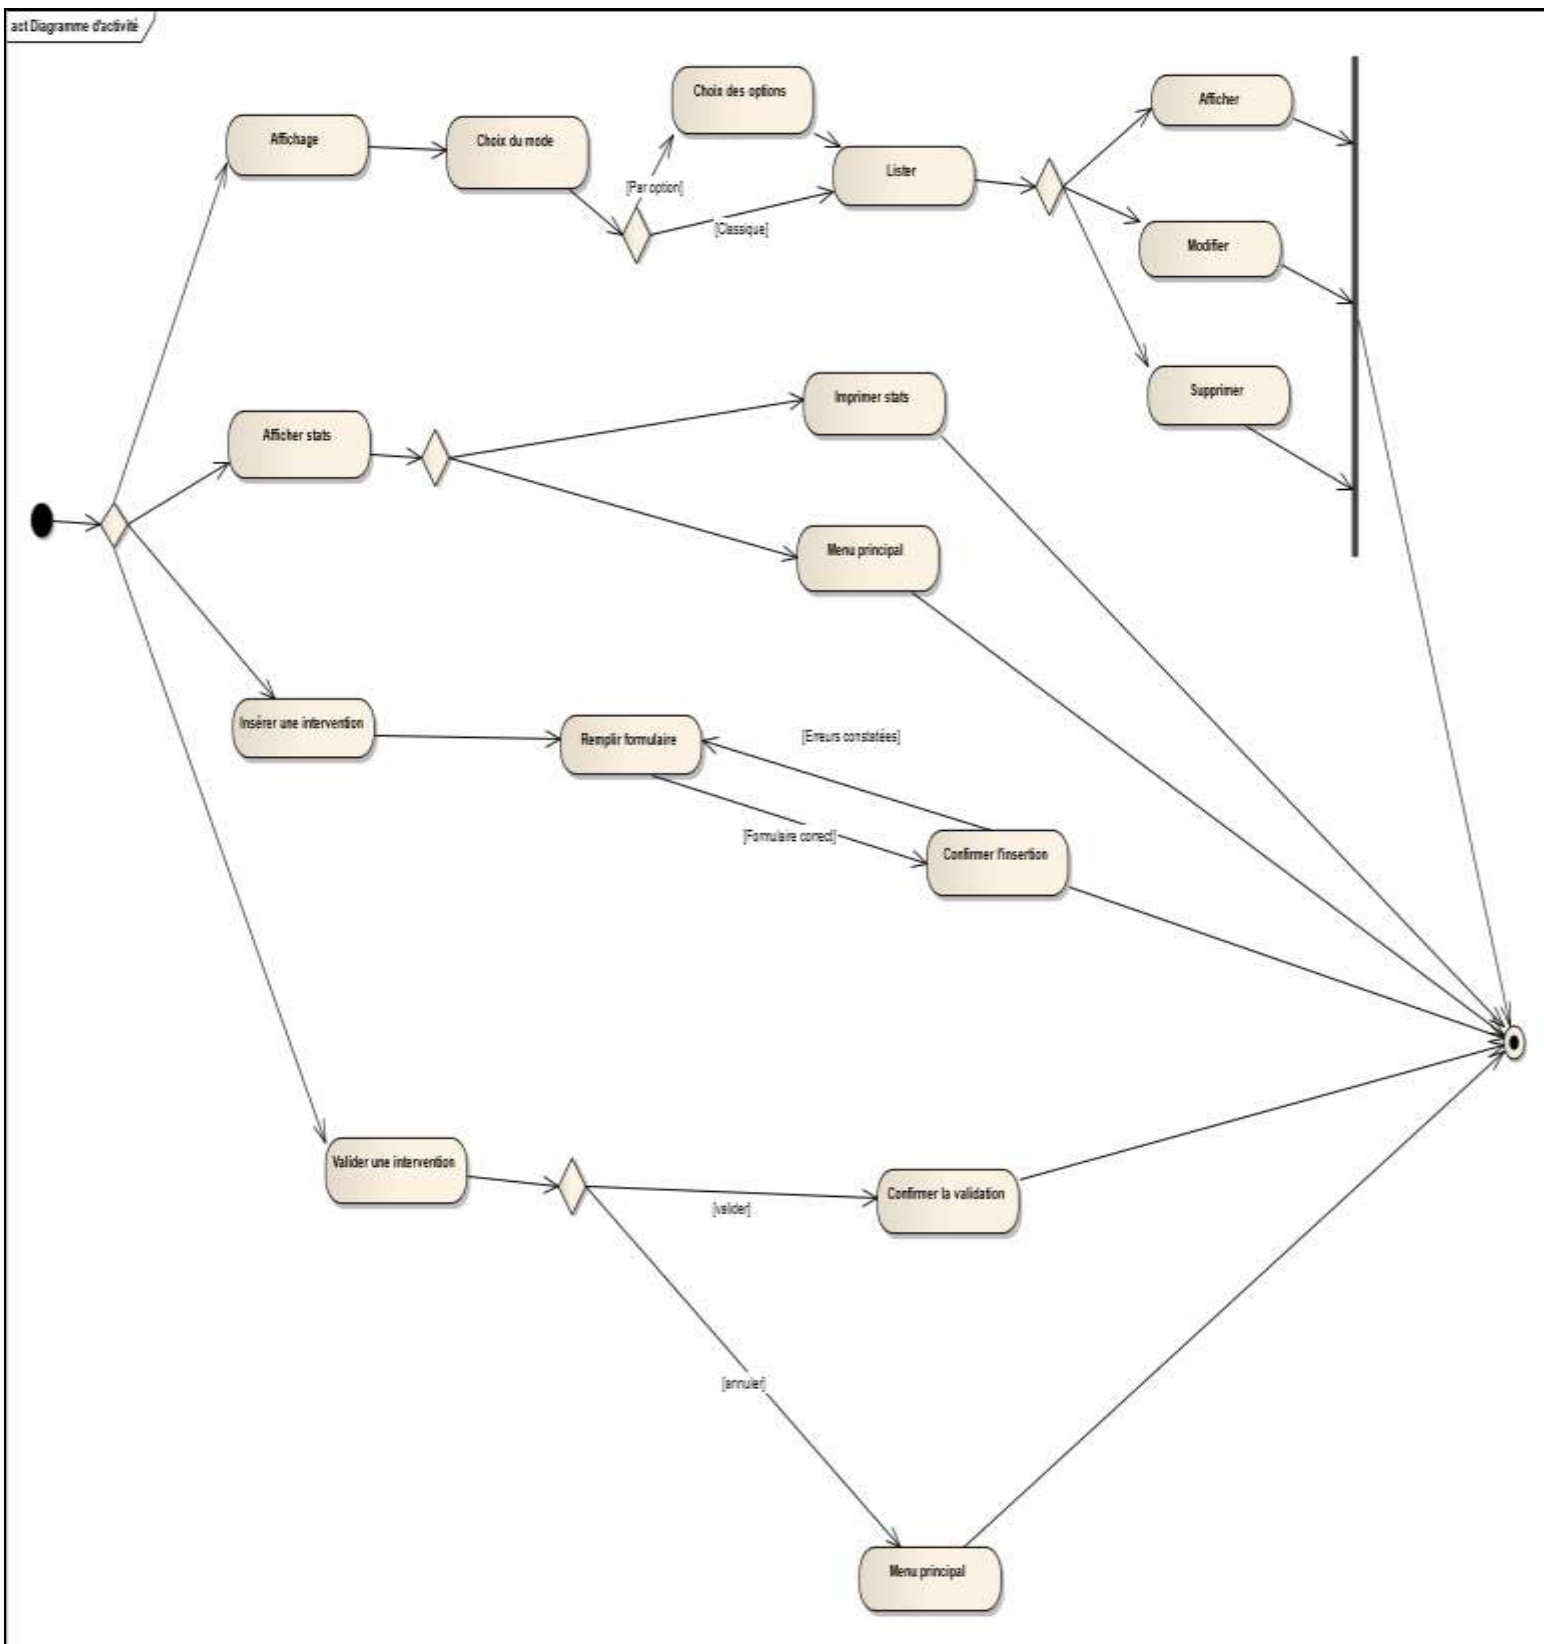 act Diagramme d'activité
Affichage
Choix du mode
Choix des options
[Par option]
[Classique]
Lister
Afficher
Modifier
Supprimer
Afficher stats
Imprimer stats
Menu principal
Insérer une intervention
Remplir formulaire
[Erreurs constatées]
[Formulaire correct]
Confirmer l'insertion
Valider une intervention
[valider]
Confirmer la validation
[annuler]
Menu principal